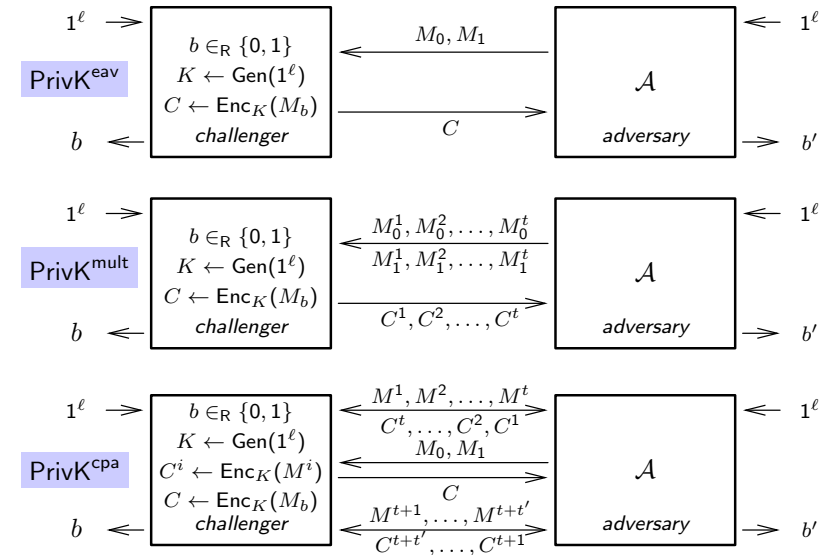 1^ℓ
b ∈_R {0, 1}
K ← Gen(1^ℓ)
C ← Enc_K(M_b)
challenger
M_0, M_1
C
𝒜
adversary
1^ℓ
PrivK^eav
b
b′
1^ℓ
b ∈_R {0, 1}
K ← Gen(1^ℓ)
C ← Enc_K(M_b)
challenger
M_0^1, M_0^2, . . . , M_0^t
M_1^1, M_1^2, . . . , M_1^t
C^1, C^2, . . . , C^t
𝒜
adversary
1^ℓ
PrivK^mult
b
b′
1^ℓ
b ∈_R {0, 1}
K ← Gen(1^ℓ)
C^i ← Enc_K(M^i)
C ← Enc_K(M_b)
challenger
M^1, M^2, . . . , M^t
C^t, . . . , C^2, C^1
M_0, M_1
C
M^{t+1}, . . . , M^{t+t′}
C^{t+t′}, . . . , C^{t+1}
𝒜
adversary
1^ℓ
PrivK^cpa
b
b′